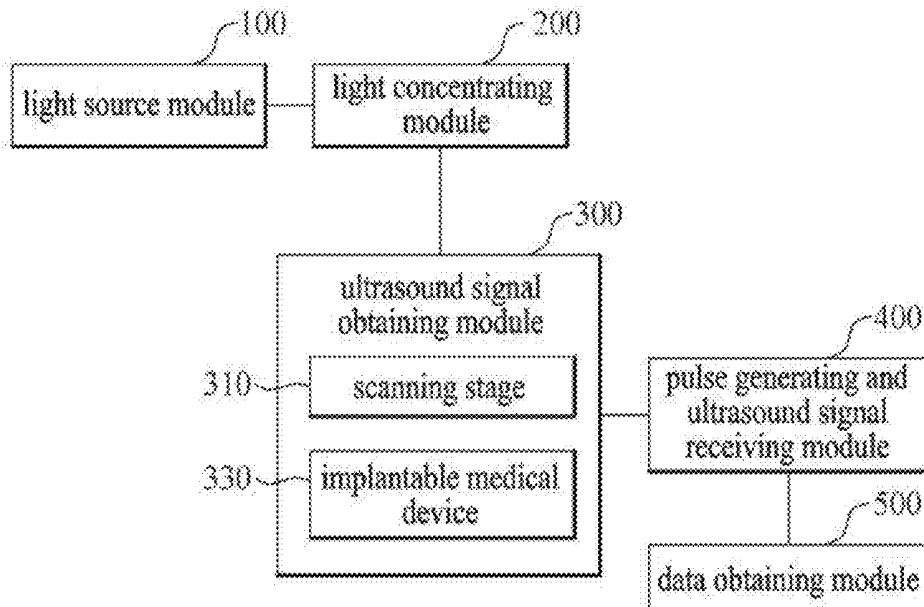 100
200
light source module
light concentrating
module
300
ultrasound signal
obtaining module
310
scanning stage
330
implantable medical
device
400
pulse generating and
ultrasound signal
receiving module
500
data obtaining module